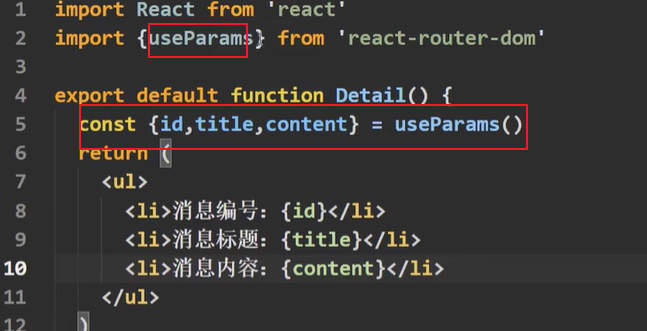 1 import React from 'react'
2 import {useParams} from 'react-router-dom'
3
4 export default function Detail() {
5 const {id,title,content} = useParams()
6 return (
7 <ul>
8 <li>消息编号：{id}</li>
9 <li>消息标题：{title}</li>
10 <li>消息内容：{content}</li>
11 </ul>
12 )